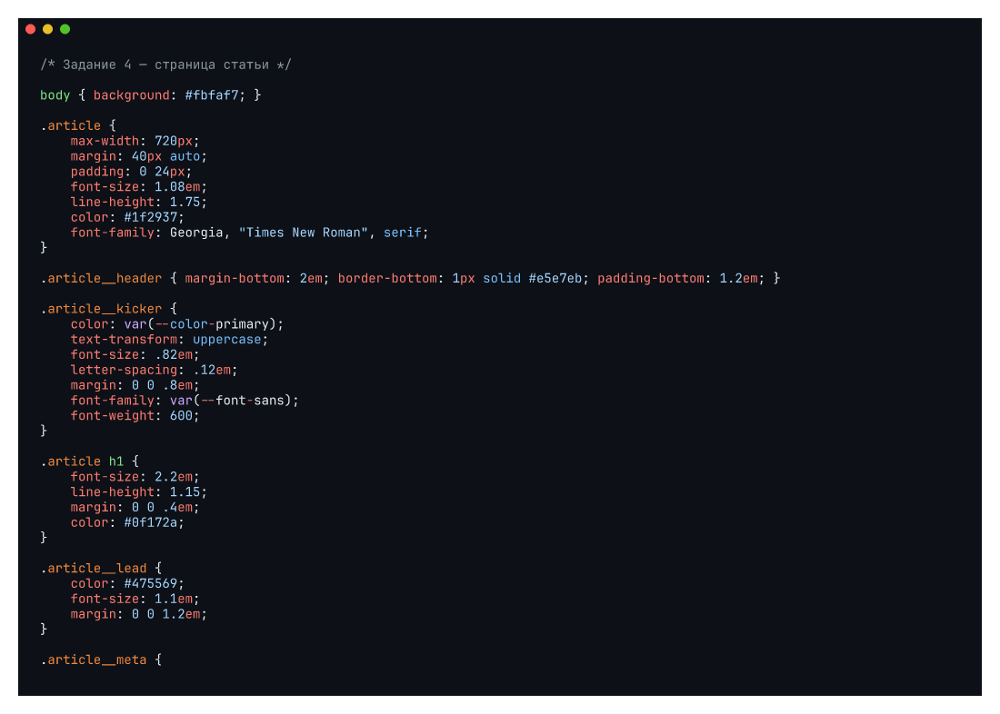 /* Задание 4 — страница статьи */

body { background: #fbfaf7; }

.article {
    max-width: 720px;
    margin: 40px auto;
    padding: 0 24px;
    font-size: 1.08em;
    line-height: 1.75;
    color: #1f2937;
    font-family: Georgia, "Times New Roman", serif;
}

.article__header { margin-bottom: 2em; border-bottom: 1px solid #e5e7eb; padding-bottom: 1.2em; }

.article__kicker {
    color: var(--color-primary);
    text-transform: uppercase;
    font-size: .82em;
    letter-spacing: .12em;
    margin: 0 0 .8em;
    font-family: var(--font-sans);
    font-weight: 600;
}

.article h1 {
    font-size: 2.2em;
    line-height: 1.15;
    margin: 0 0 .4em;
    color: #0f172a;
}

.article__lead {
    color: #475569;
    font-size: 1.1em;
    margin: 0 0 1.2em;
}

.article__meta {